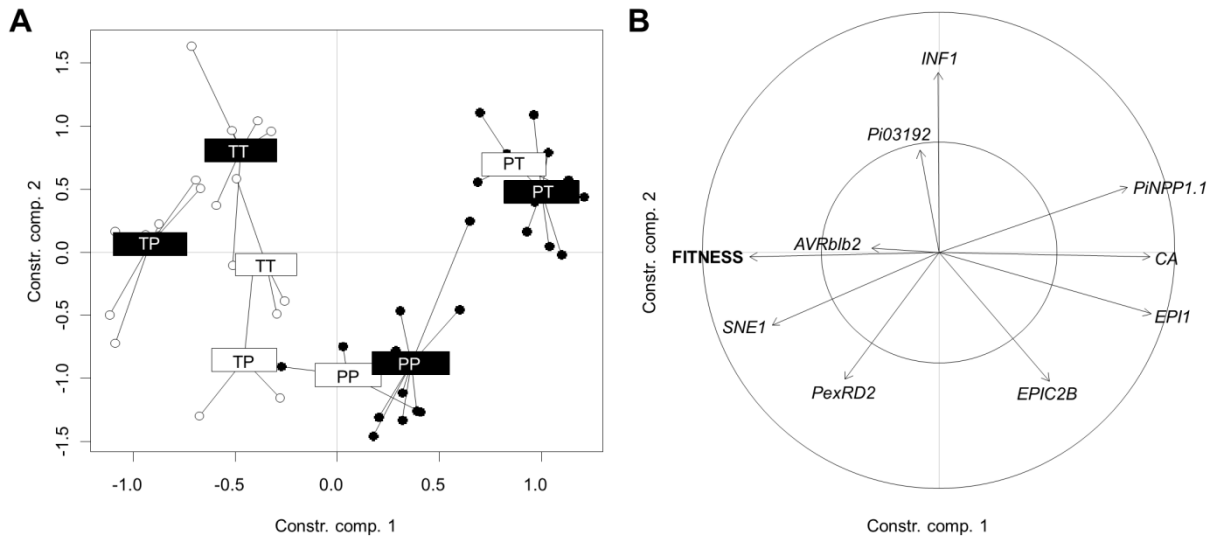 A
Constr. comp. 2
1.5
1.0
0.5
0.0
-0.5
-1.0
-1.5
TT
TP
TT
TP
PP
PP
PT
PT
-1.0 -0.5 0.0 0.5 1.0
Constr. comp. 1
B
Constr. comp. 2
INF1
Pi03192
PiNPP1.1
AVRblb2
FITNESS
CA
EPI1
SNE1
PexRD2
EPIC2B
Constr. comp. 1